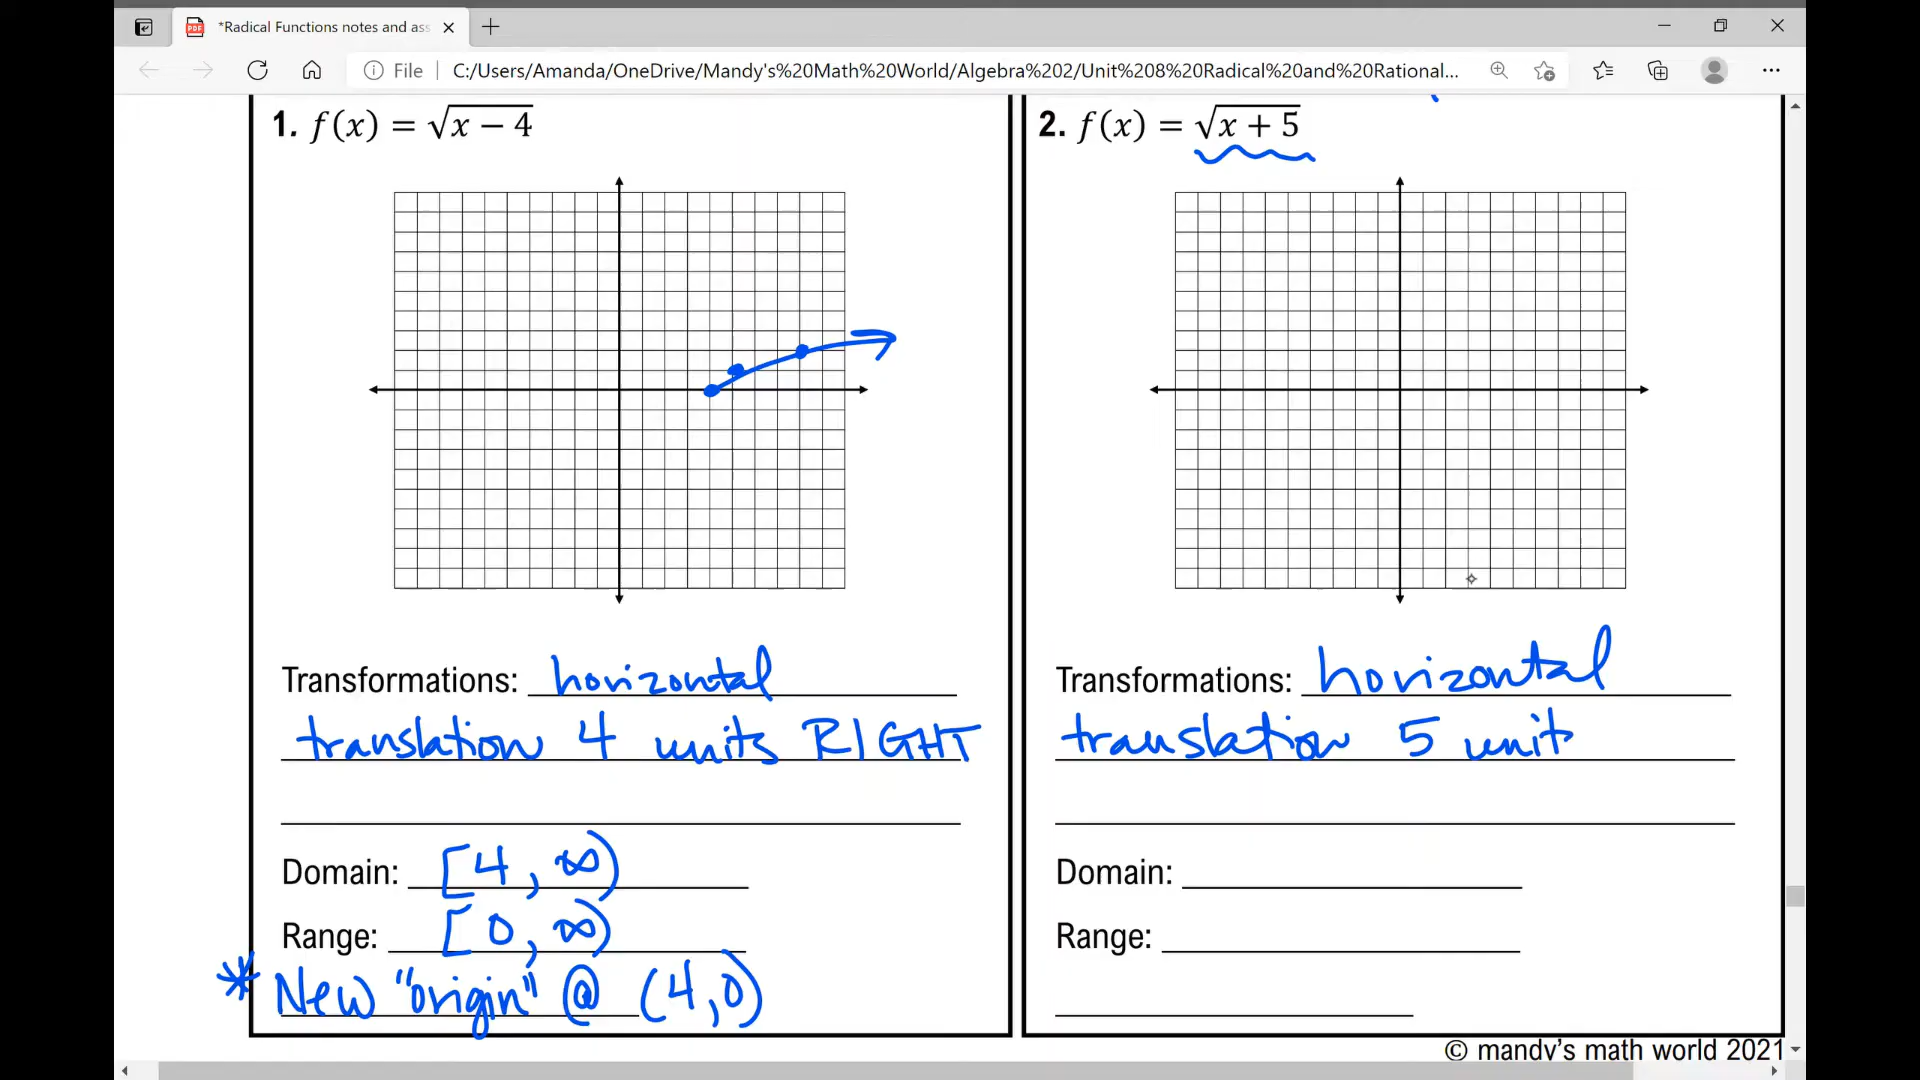 *Radical Functions notes and ass
File
C:/Users/Amanda/OneDrive/Mandy's%20Math%20World/Algebra%202/Unit%208%20Radical%20and%20Rational...
1. f(x) = √x − 4
Transformations: horizontal
translation 4 units RIGHT
Domain: [4, ∞)
Range: [0, ∞)
* New "origin" @ (4,0)
2. f(x) = √x + 5
Transformations: horizontal
translation 5 unit
Domain:
Range:
© mandy's math world 2021